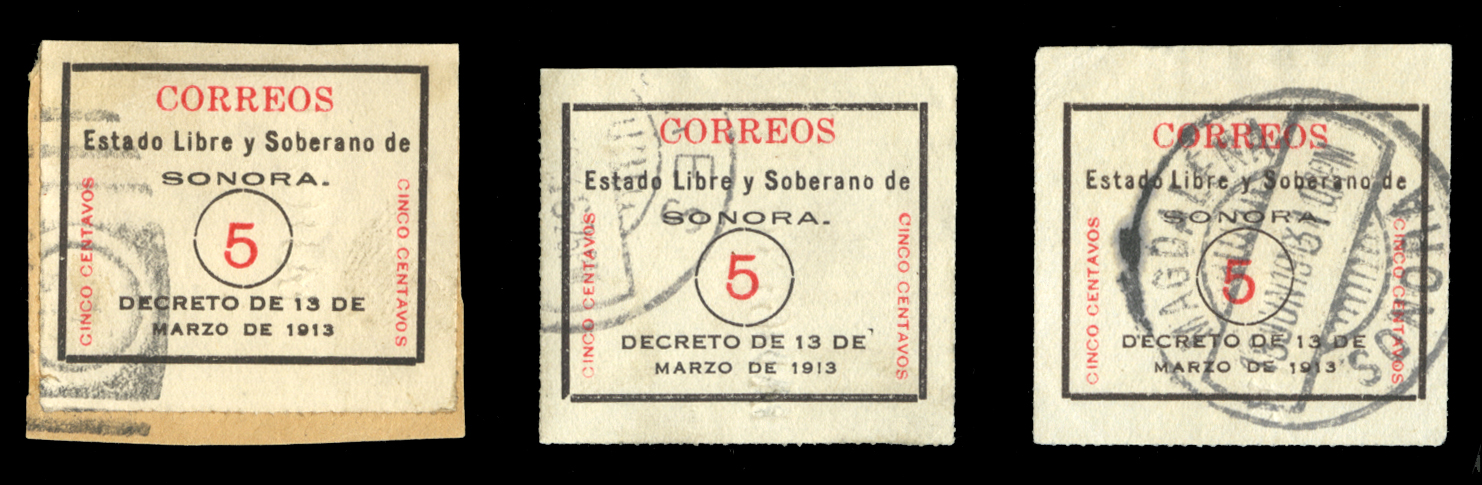 CORREOS
Estado Libre y Soberano de
SONORA.
CINCO CENTAVOS
5
CINCO CENTAVOS
DECRETO DE 13 DE
MARZO DE 1913
CORREOS
Estado Libre y Soberano de
SONORA.
CINCO CENTAVOS
5
CINCO CENTAVOS
DECRETO DE 13 DE
MARZO DE 1913
CORREOS
Estado Libre y Soberano de
SONORA
CINCO CENTAVOS
5
CINCO CENTAVOS
DECRETO DE 13 DE
MARZO DE 1913
MAGDALENA
SONORA